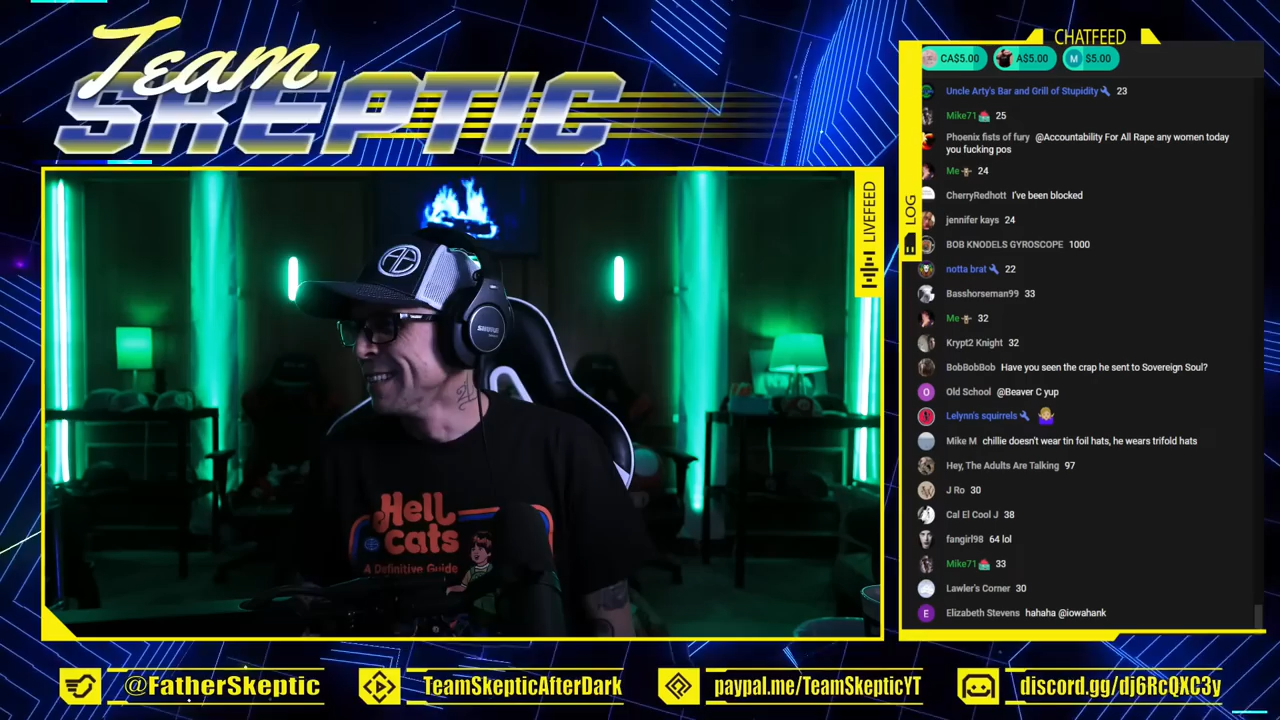 Team
SKEPTIC
CHATFEED
CA$5.00
A$5.00
M $5.00
Uncle Arty's Bar and Grill of Stupidity 23
Mike71 25
Phoenix fists of fury @Accountability For All Rape any women today
you fucking pos
Me 24
CherryRedhott I've been blocked
jennifer kays 24
BOB KNODELS GYROSCOPE 1000
notta brat 22
Basshorseman99 33
Me 32
Krypt2 Knight 32
BobBobBob Have you seen the crap he sent to Sovereign Soul?
O Old School @Beaver C yup
Lelynn's squirrels 🤷🏼‍♀️
Mike M chillie doesn't wear tin foil hats, he wears trifold hats
Hey, The Adults Are Talking 97
J Ro 30
Cal El Cool J 38
fangirl98 64 lol
Mike71 33
Lawler's Corner 30
E Elizabeth Stevens hahaha @iowahank
LIVEFEED
LOG
SHURE
Hell
cats
A Definitive Guide
@FatherSkeptic
TeamSkepticAfterDark
paypal.me/TeamSkepticYT
discord.gg/dj6RcQXC3v